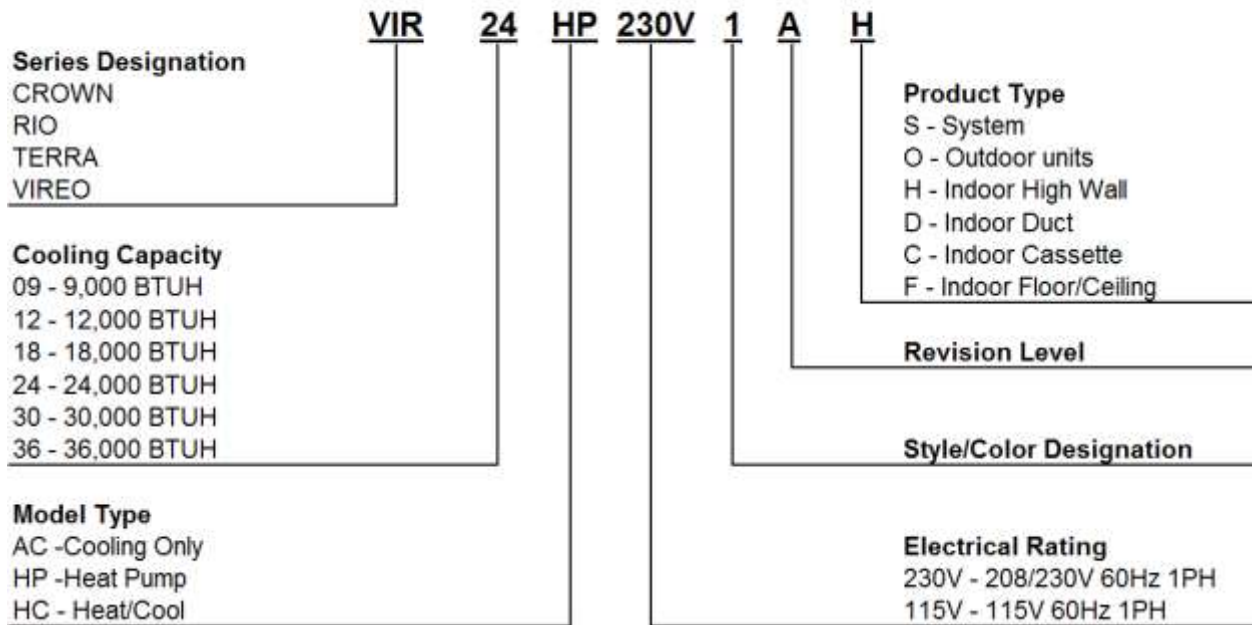 VIR 24 HP 230V 1 A H
Series Designation
CROWN
RIO
TERRA
VIREO
Cooling Capacity
09 - 9,000 BTUH
12 - 12,000 BTUH
18 - 18,000 BTUH
24 - 24,000 BTUH
30 - 30,000 BTUH
36 - 36,000 BTUH
Model Type
AC -Cooling Only
HP -Heat Pump
HC - Heat/Cool
Product Type
S - System
O - Outdoor units
H - Indoor High Wall
D - Indoor Duct
C - Indoor Cassette
F - Indoor Floor/Ceiling
Revision Level
Style/Color Designation
Electrical Rating
230V - 208/230V 60Hz 1PH
115V - 115V 60Hz 1PH